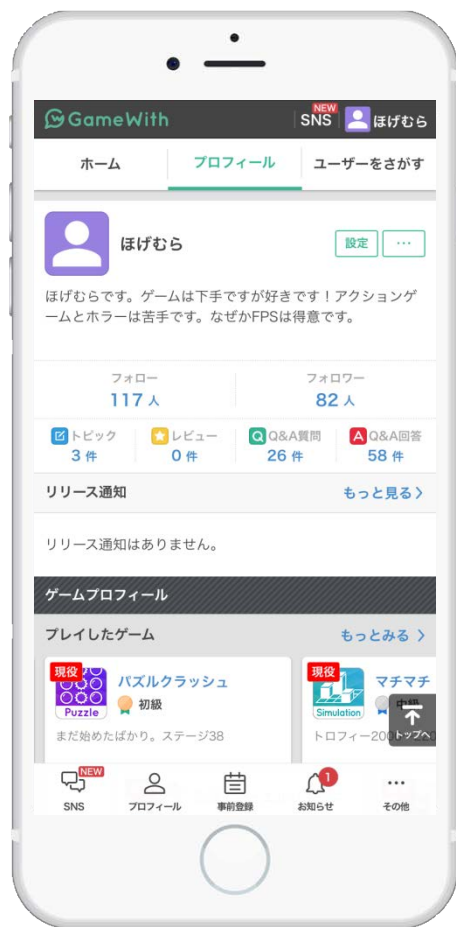 GameWith
NEW
SNS
ほげむら
ホーム
プロフィール
ユーザーをさがす
ほげむら
設定
…
ほげむらです。ゲームは下手ですが好きです！アクションゲ
ームとホラーは苦手です。なぜかFPSは得意です。
フォロー
117 人
フォロワー
82 人
トピック
3 件
レビュー
0 件
Q Q&A質問
26 件
A Q&A回答
58 件
リリース通知
もっと見る 〉
リリース通知はありません。
ゲームプロフィール
プレイしたゲーム
もっとみる 〉
現役
Puzzle
パズルクラッシュ
初級
まだ始めたばかり。ステージ38
現役
Simulation
マチマチ
トロフィー200
トップへ
NEW
SNS
プロフィール
事前登録
1
お知らせ
…
その他